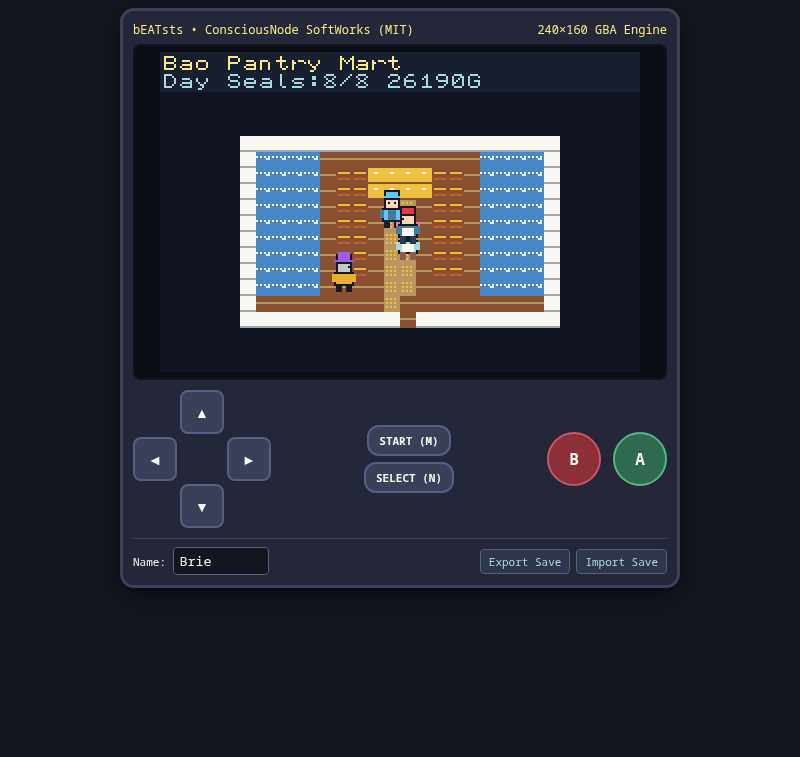 bEATsts • ConsciousNode SoftWorks (MIT)
240×160 GBA Engine
Bao Pantry Mart
Day Seals:8/8 26190G
▲
◀
▶
▼
START (M)
SELECT (N)
B
A
Name:
Brie
Export Save
Import Save